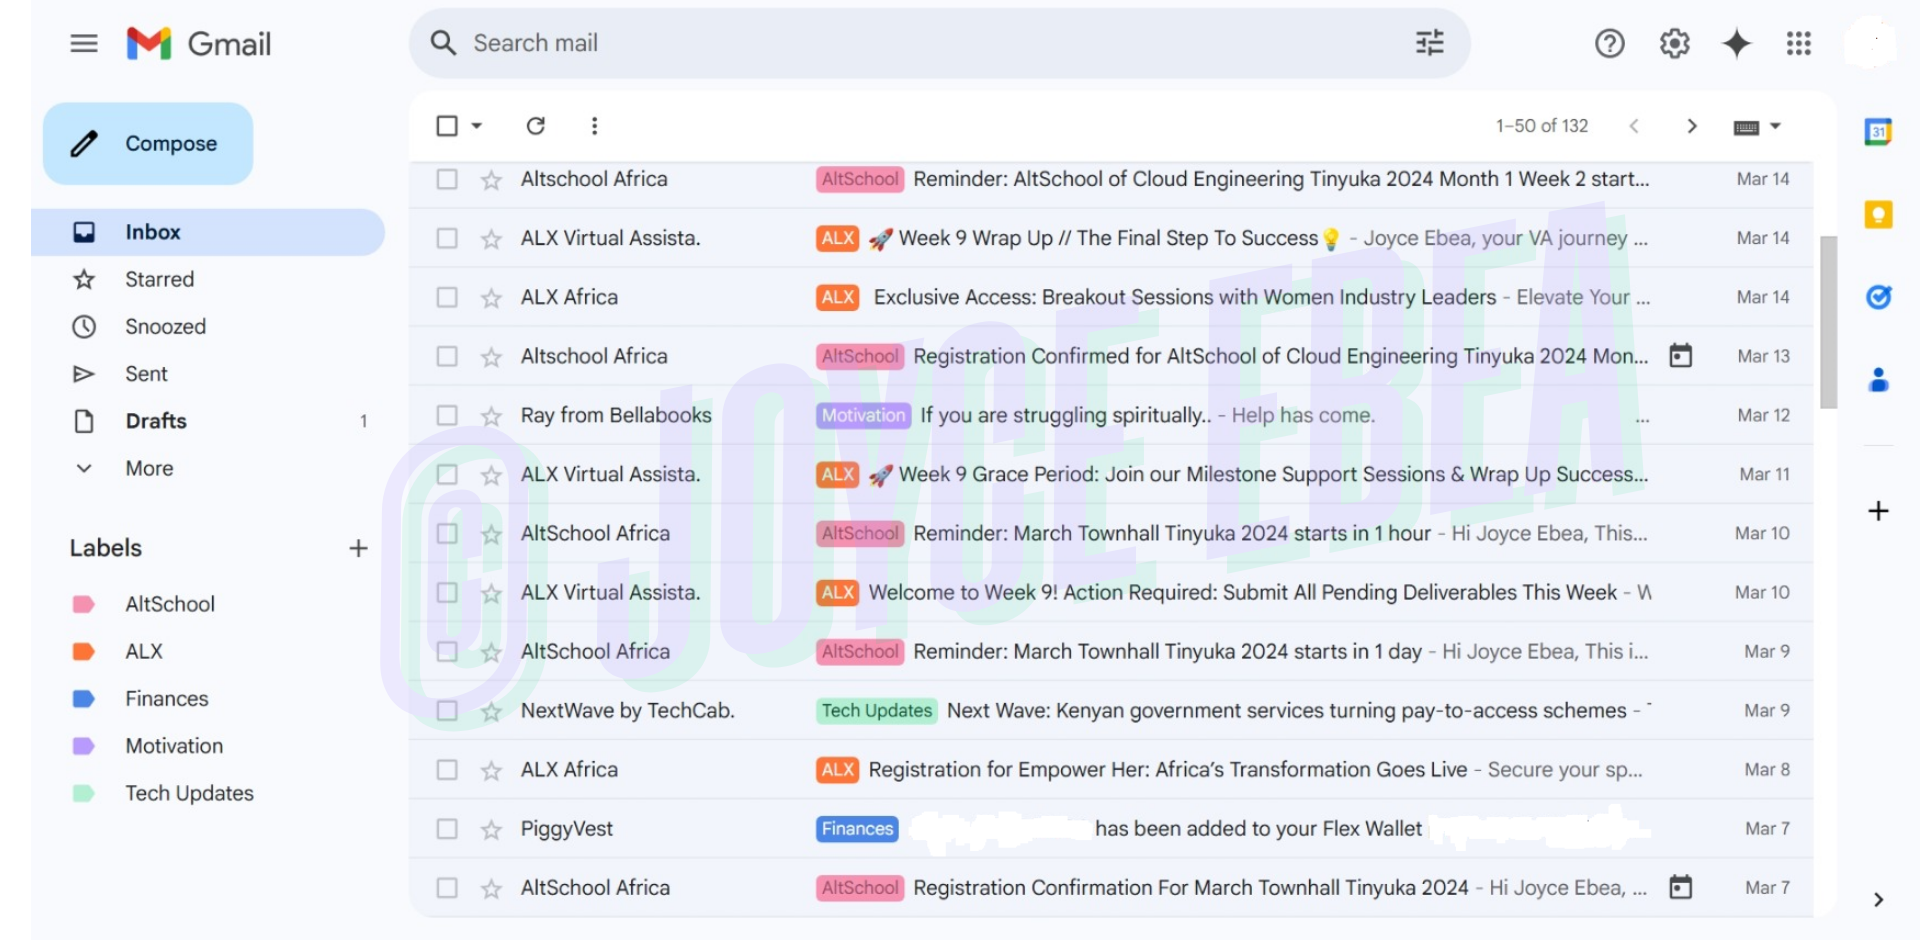 Gmail
Search mail
Compose
1–50 of 132
Inbox
Starred
Snoozed
Sent
Drafts 1
More
Labels
AltSchool
ALX
Finances
Motivation
Tech Updates
Altschool Africa AltSchool Reminder: AltSchool of Cloud Engineering Tinyuka 2024 Month 1 Week 2 start... Mar 14
ALX Virtual Assista. ALX 🚀 Week 9 Wrap Up // The Final Step To Success💡 - Joyce Ebea, your VA journey ... Mar 14
ALX Africa ALX Exclusive Access: Breakout Sessions with Women Industry Leaders - Elevate Your ... Mar 14
Altschool Africa AltSchool Registration Confirmed for AltSchool of Cloud Engineering Tinyuka 2024 Mon... Mar 13
Ray from Bellabooks Motivation If you are struggling spiritually.. - Help has come. ... Mar 12
ALX Virtual Assista. ALX 🚀 Week 9 Grace Period: Join our Milestone Support Sessions & Wrap Up Success... Mar 11
AltSchool Africa AltSchool Reminder: March Townhall Tinyuka 2024 starts in 1 hour - Hi Joyce Ebea, This... Mar 10
ALX Virtual Assista. ALX Welcome to Week 9! Action Required: Submit All Pending Deliverables This Week - W Mar 10
AltSchool Africa AltSchool Reminder: March Townhall Tinyuka 2024 starts in 1 day - Hi Joyce Ebea, This i... Mar 9
NextWave by TechCab. Tech Updates Next Wave: Kenyan government services turning pay-to-access schemes - Mar 9
ALX Africa ALX Registration for Empower Her: Africa's Transformation Goes Live - Secure your sp... Mar 8
PiggyVest Finances has been added to your Flex Wallet Mar 7
AltSchool Africa AltSchool Registration Confirmation For March Townhall Tinyuka 2024 - Hi Joyce Ebea, ... Mar 7
31
© JOYCE EBEA